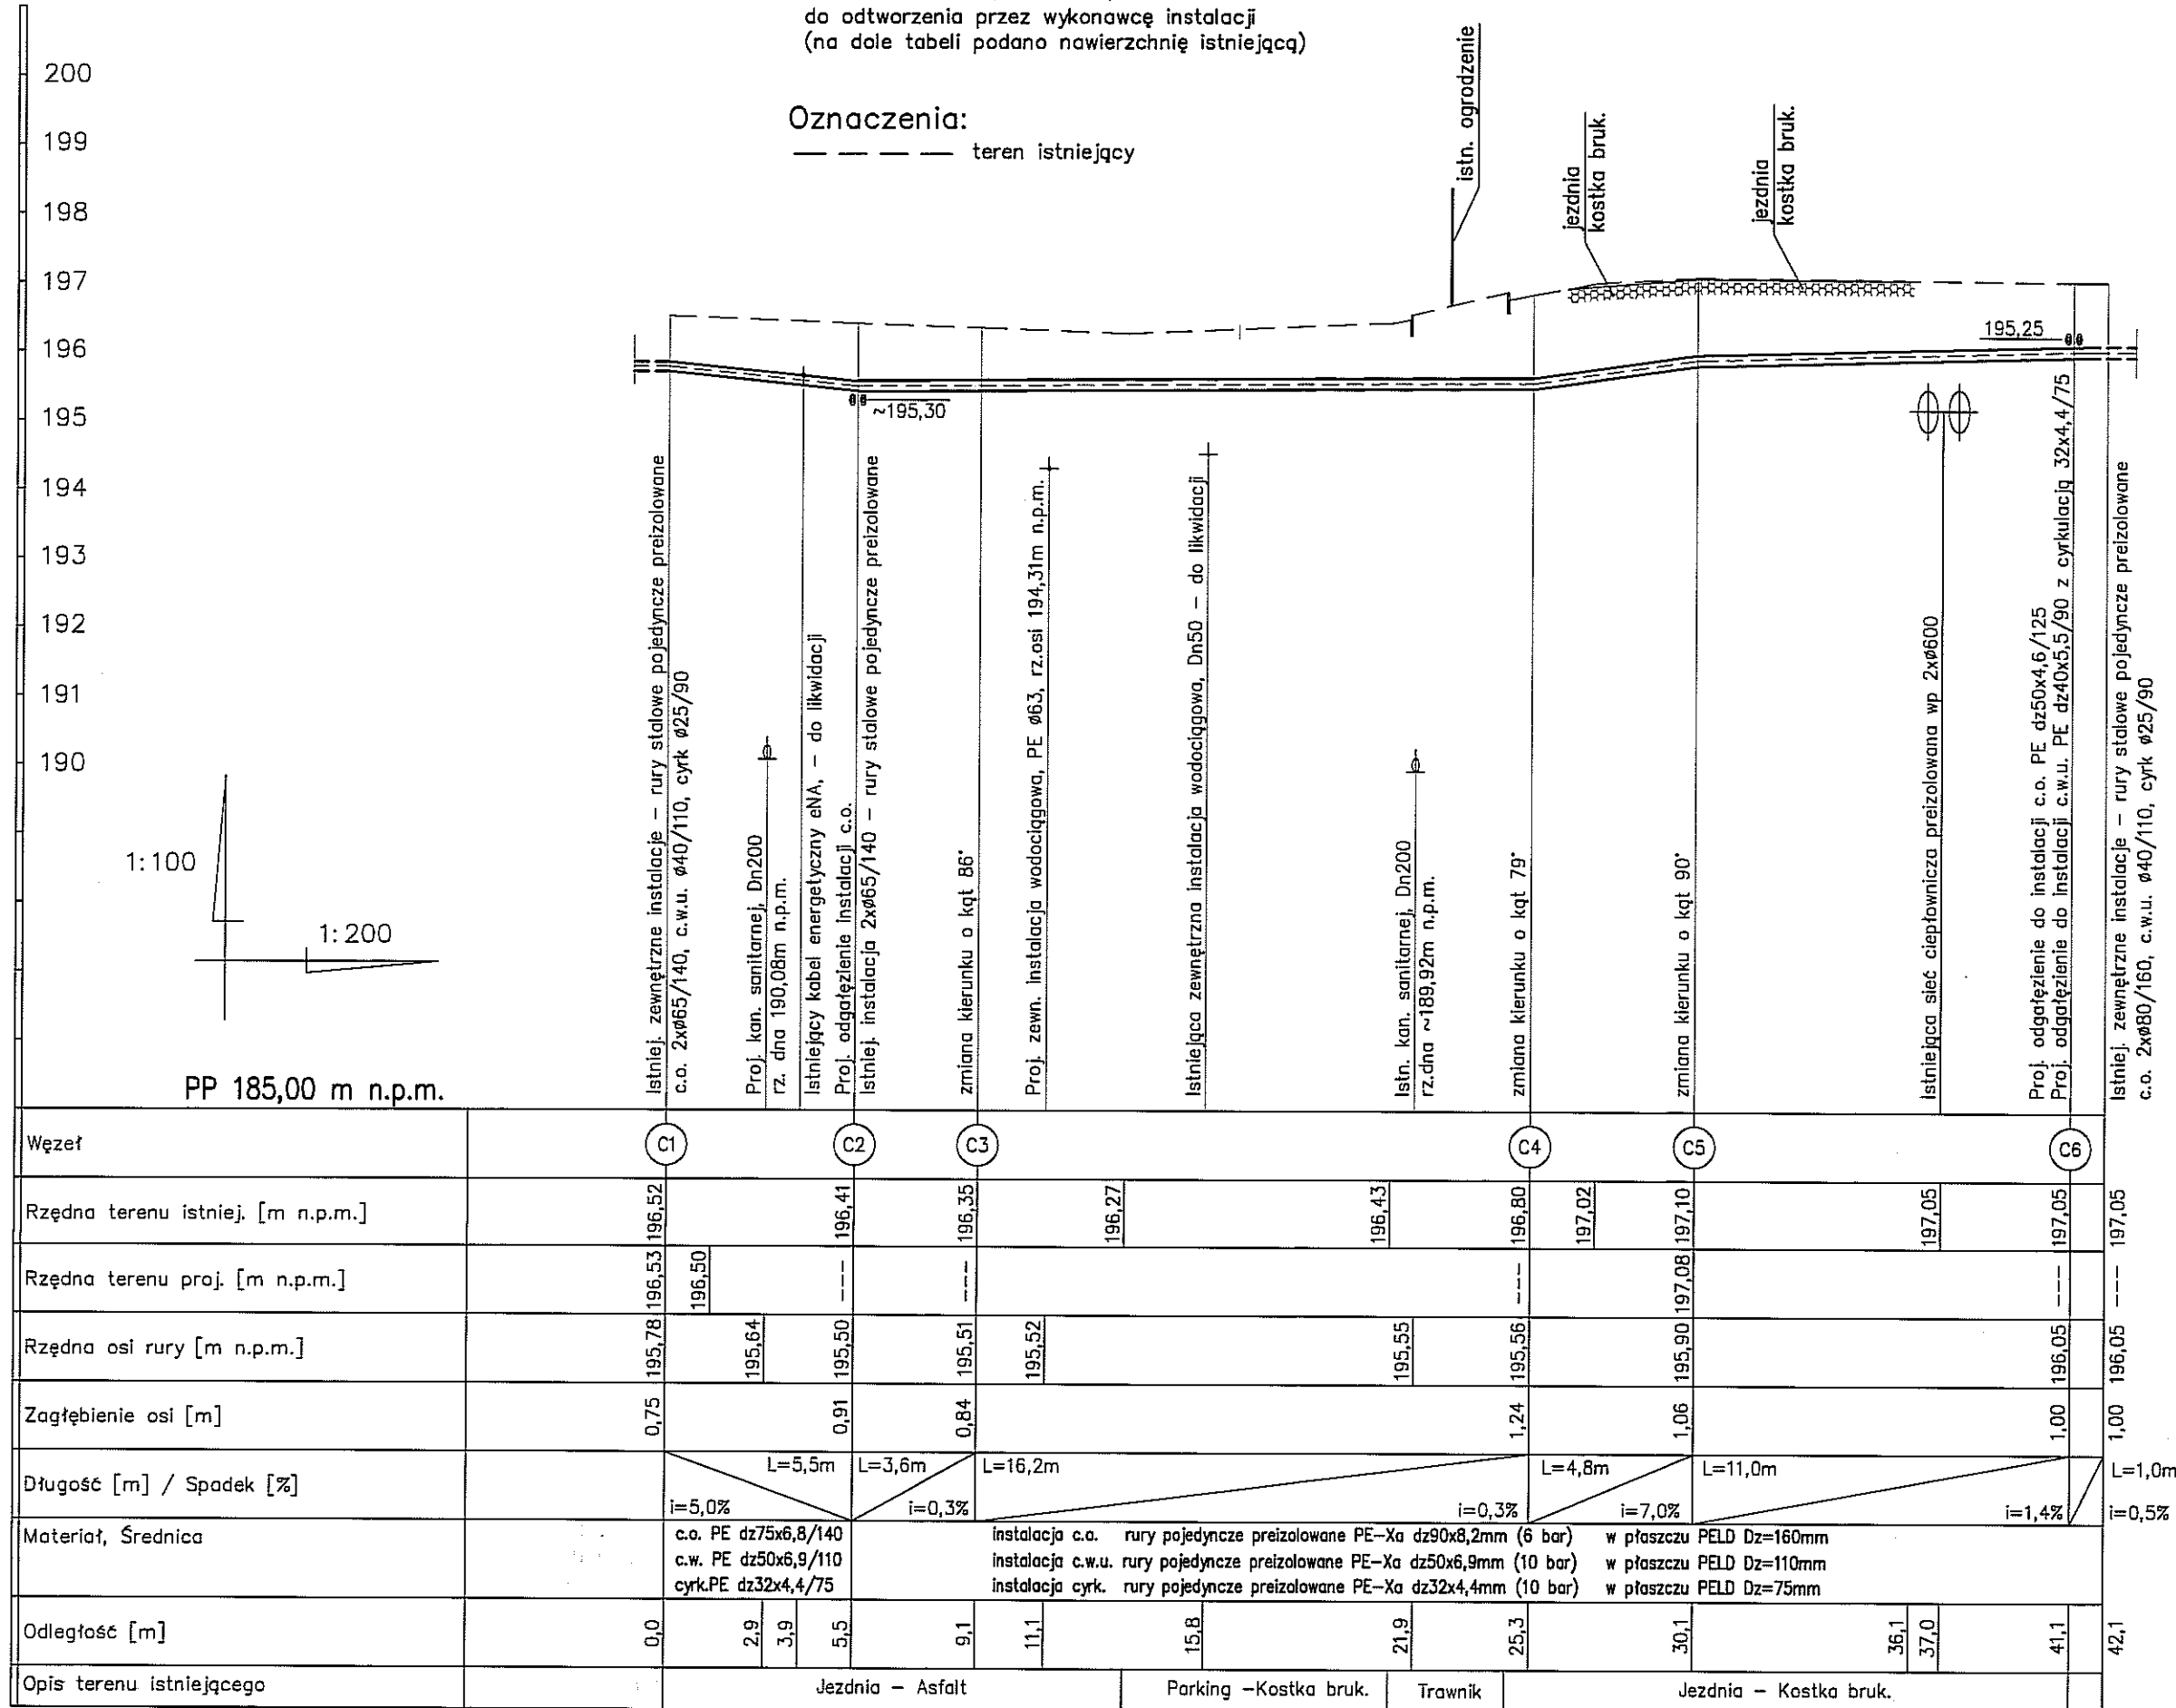 do odtworzenia przez wykonawcę instalacji
(na dole tabeli podano nawierzchnię istniejącą)
Oznaczenia:
teren istniejący
200
199
198
197
196
195
194
193
192
191
190
istn. ogrodzenie
jezdnia
kostka bruk.
jezdnia
kostka bruk.
195,25
~195,30
1:100
1:200
PP 185,00 m n.p.m.
Istniej. zewnętrzne instalacje – rury stalowe pojedyncze preizolowane
c.o. 2xø65/140, c.w.u. ø40/110, cyrk ø25/90
Proj. kan. sanitarnej, Dn200
rz. dna 190,08m n.p.m.
Istniejący kabel energetyczny eNA, – do likwidacji
Proj. odgałęzienie instalacji c.o.
Istniej. instalacja 2xø65/140 – rury stalowe pojedyncze preizolowane
zmiana kierunku o kąt 86°
Proj. zewn. instalacja wodociągowa, PE ø63, rz.osi 194,31m n.p.m.
Istniejąca zewnętrzna instalacja wodociągowa, Dn50 – do likwidacji
Istn. kan. sanitarnej, Dn200
rz.dna ~189,92m n.p.m.
zmiana kierunku o kąt 79°
zmiana kierunku o kąt 90°
Istniejąca sieć ciepłownicza preizolowana wp 2xø600
Proj. odgałęzienie do instalacji c.o. PE dz50x4,6/125
Proj. odgałęzienie do instalacji c.w.u. PE dz40x5,5/90 z cyrkulacją 32x4,4/75
Istniej. zewnętrzne instalacje – rury stalowe pojedyncze preizolowane
c.o. 2xø80/160, c.w.u. ø40/110, cyrk ø25/90
Węzeł C1 C2 C3 C4 C5 C6
Rzędna terenu istniej. [m n.p.m.] 196,52 196,41 196,35 196,27 196,43 196,80 197,02 197,10 197,05 197,05 197,05
Rzędna terenu proj. [m n.p.m.] 196,53 196,50 --- --- --- 197,08 --- ---
Rzędna osi rury [m n.p.m.] 195,78 195,64 195,50 195,51 195,52 195,55 195,56 195,90 196,05 196,05
Zagłębienie osi [m] 0,75 0,91 0,84 1,24 1,06 1,00 1,00
Długość [m] / Spadek [%]
L=5,5m L=3,6m L=16,2m L=4,8m L=11,0m L=1,0m
i=5,0% i=0,3% i=0,3% i=7,0% i=1,4% i=0,5%
Materiał, Średnica
c.o. PE dz75x6,8/140 instalacja c.o. rury pojedyncze preizolowane PE–Xa dz90x8,2mm (6 bar) w płaszczu PELD Dz=160mm
c.w. PE dz50x6,9/110 instalacja c.w.u. rury pojedyncze preizolowane PE–Xa dz50x6,9mm (10 bar) w płaszczu PELD Dz=110mm
cyrk.PE dz32x4,4/75 instalacja cyrk. rury pojedyncze preizolowane PE–Xa dz32x4,4mm (10 bar) w płaszczu PELD Dz=75mm
Odległość [m] 0,0 2,9 3,9 5,5 9,1 11,1 15,8 21,9 25,3 30,1 36,1 37,0 41,1 42,1
Opis terenu istniejącego Jezdnia – Asfalt Parking –Kostka bruk. Trawnik Jezdnia – Kostka bruk.